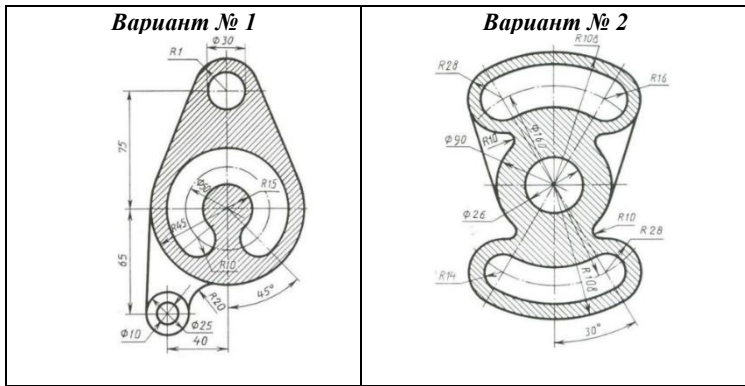 Вариант № 1
Φ30
R1
75
Φ60
R15
R45
R10
65
R20
45°
Φ10
Φ25
40
Вариант № 2
R108
R28
R16
Φ160
R10
Φ90
Φ26
R10
R28
R14
R108
30°